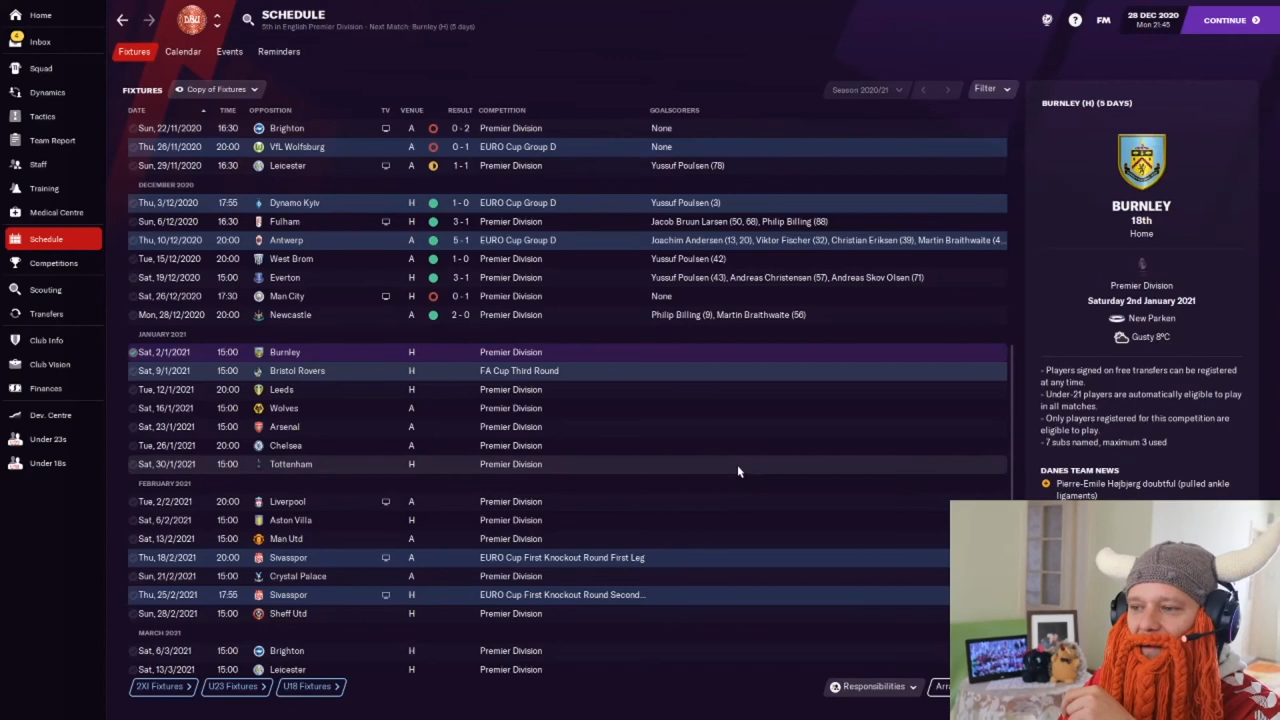 SCHEDULE
5th in English Premier Division - Next Match: Burnley (H) (5 days)
FM
28 DEC 2020
Mon 21:45
CONTINUE
Home
4
Inbox
Squad
Dynamics
Tactics
Team Report
Staff
Training
Medical Centre
Schedule
Competitions
Scouting
Transfers
Club Info
Club Vision
Finances
Dev. Centre
Under 23s
Under 18s
Fixtures Calendar Events Reminders
FIXTURES Copy of Fixtures Season 2020/21 Filter
DATE TIME OPPOSITION TV VENUE RESULT COMPETITION GOALSCORERS
Sun, 22/11/2020 16:30 Brighton A 0 - 2 Premier Division None
Thu, 26/11/2020 20:00 VfL Wolfsburg A 0 - 1 EURO Cup Group D None
Sun, 29/11/2020 16:30 Leicester A 1 - 1 Premier Division Yussuf Poulsen (78)
DECEMBER 2020
Thu, 3/12/2020 17:55 Dynamo Kyiv H 1 - 0 EURO Cup Group D Yussuf Poulsen (3)
Sun, 6/12/2020 16:30 Fulham H 3 - 1 Premier Division Jacob Bruun Larsen (50, 68), Philip Billing (88)
Thu, 10/12/2020 20:00 Antwerp A 5 - 1 EURO Cup Group D Joachim Andersen (13, 20), Viktor Fischer (32), Christian Eriksen (39), Martin Braithwaite (4...
Tue, 15/12/2020 20:00 West Brom A 1 - 0 Premier Division Yussuf Poulsen (42)
Sat, 19/12/2020 15:00 Everton H 3 - 1 Premier Division Yussuf Poulsen (43), Andreas Christensen (57), Andreas Skov Olsen (71)
Sat, 26/12/2020 17:30 Man City H 0 - 1 Premier Division None
Mon, 28/12/2020 20:00 Newcastle A 2 - 0 Premier Division Philip Billing (9), Martin Braithwaite (56)
JANUARY 2021
Sat, 2/1/2021 15:00 Burnley H Premier Division
Sat, 9/1/2021 15:00 Bristol Rovers H FA Cup Third Round
Tue, 12/1/2021 20:00 Leeds H Premier Division
Sat, 16/1/2021 15:00 Wolves A Premier Division
Sat, 23/1/2021 15:00 Arsenal A Premier Division
Tue, 26/1/2021 20:00 Chelsea A Premier Division
Sat, 30/1/2021 15:00 Tottenham H Premier Division
FEBRUARY 2021
Tue, 2/2/2021 20:00 Liverpool A Premier Division
Sat, 6/2/2021 15:00 Aston Villa H Premier Division
Sat, 13/2/2021 15:00 Man Utd A Premier Division
Thu, 18/2/2021 20:00 Sivasspor A EURO Cup First Knockout Round First Leg
Sun, 21/2/2021 15:00 Crystal Palace A Premier Division
Thu, 25/2/2021 17:55 Sivasspor H EURO Cup First Knockout Round Second...
Sun, 28/2/2021 15:00 Sheff Utd H Premier Division
MARCH 2021
Sat, 6/3/2021 15:00 Brighton H Premier Division
Sat, 13/3/2021 15:00 Leicester H Premier Division
2XI Fixtures U23 Fixtures U18 Fixtures Responsibilities
BURNLEY (H) (5 DAYS)
BURNLEY
18th
Home
Premier Division
Saturday 2nd January 2021
New Parken
Gusty 8ºC
- Players signed on free transfers can be registered
at any time.
- Under-21 players are automatically eligible to play
in all matches.
- Only players registered for this competition are
eligible to play.
- 7 subs named, maximum 3 used
DANES TEAM NEWS
Pierre-Emile Højbjerg doubtful (pulled ankle
ligaments)